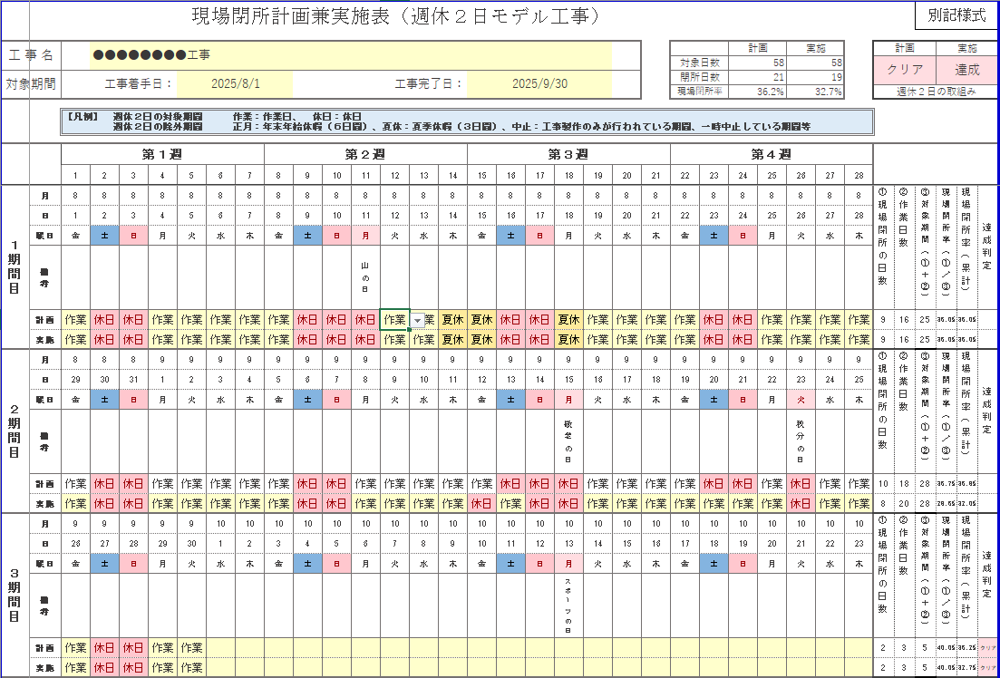 現場閉所計画兼実施表（週休２日モデル工事）
別記様式
工事名 ●●●●●●●●工事
対象期間 工事着手日： 2025/8/1 工事完了日： 2025/9/30
計画 実施
対象日数 58 58
閉所日数 21 19
現場閉所率 36.2% 32.7%
計画 実施
クリア 達成
週休２日の取組み
【凡例】 週休２日の対象期間 作業：作業日、 休日：休日
週休２日の除外期間 正月：年末年始休暇（６日間）、夏休：夏季休暇（３日間）、中止：工事製作のみが行われている期間、一時中止している期間等
第１週 第２週 第３週 第４週
1 2 3 4 5 6 7 8 9 10 11 12 13 14 15 16 17 18 19 20 21 22 23 24 25 26 27 28
1期間目
月 8 8 8 8 8 8 8 8 8 8 8 8 8 8 8 8 8 8 8 8 8 8 8 8 8 8 8 8
日 1 2 3 4 5 6 7 8 9 10 11 12 13 14 15 16 17 18 19 20 21 22 23 24 25 26 27 28
曜日 金 土 日 月 火 水 木 金 土 日 月 火 水 木 金 土 日 月 火 水 木 金 土 日 月 火 水 木
備考 山の日
①現場閉所の日数 ②作業日数 ③対象期間（①＋②） 現場閉所率（①／③） 現場閉所率（累計） 達成判定
計画 作業 休日 休日 作業 作業 作業 作業 作業 休日 休日 休日 作業 業 夏休 夏休 休日 休日 夏休 作業 作業 作業 作業 休日 休日 作業 作業 作業 作業 9 16 25 36.0% 36.0%
実施 作業 休日 休日 作業 作業 作業 作業 作業 休日 休日 休日 作業 作業 夏休 夏休 休日 休日 夏休 作業 作業 作業 作業 休日 休日 作業 作業 作業 作業 9 16 25 36.0% 36.0%
2期間目
月 8 8 8 9 9 9 9 9 9 9 9 9 9 9 9 9 9 9 9 9 9 9 9 9 9 9 9 9
日 29 30 31 1 2 3 4 5 6 7 8 9 10 11 12 13 14 15 16 17 18 19 20 21 22 23 24 25
曜日 金 土 日 月 火 水 木 金 土 日 月 火 水 木 金 土 日 月 火 水 木 金 土 日 月 火 水 木
備考 敬老の日 秋分の日
①現場閉所の日数 ②作業日数 ③対象期間（①＋②） 現場閉所率（①／③） 現場閉所率（累計） 達成判定
計画 作業 休日 休日 作業 作業 作業 作業 作業 休日 休日 作業 作業 作業 作業 作業 休日 休日 休日 作業 作業 作業 作業 休日 休日 作業 休日 作業 作業 10 18 28 35.7% 35.8%
実施 作業 休日 休日 作業 作業 作業 作業 作業 休日 休日 作業 作業 作業 作業 休日 作業 休日 休日 作業 作業 作業 作業 作業 作業 作業 休日 作業 作業 8 20 28 28.6% 32.0%
3期間目
月 9 9 9 9 9 10 10 10 10 10 10 10 10 10 10 10 10 10 10 10 10 10 10 10 10 10 10 10
日 26 27 28 29 30 1 2 3 4 5 6 7 8 9 10 11 12 13 14 15 16 17 18 19 20 21 22 23
曜日 金 土 日 月 火 水 木 金 土 日 月 火 水 木 金 土 日 月 火 水 木 金 土 日 月 火 水 木
備考 スポーツの日
①現場閉所の日数 ②作業日数 ③対象期間（①＋②） 現場閉所率（①／③） 現場閉所率（累計） 達成判定
計画 作業 休日 休日 作業 作業 2 3 5 40.0% 36.2% クリア
実施 作業 休日 休日 作業 作業 2 3 5 40.0% 32.7% クリア